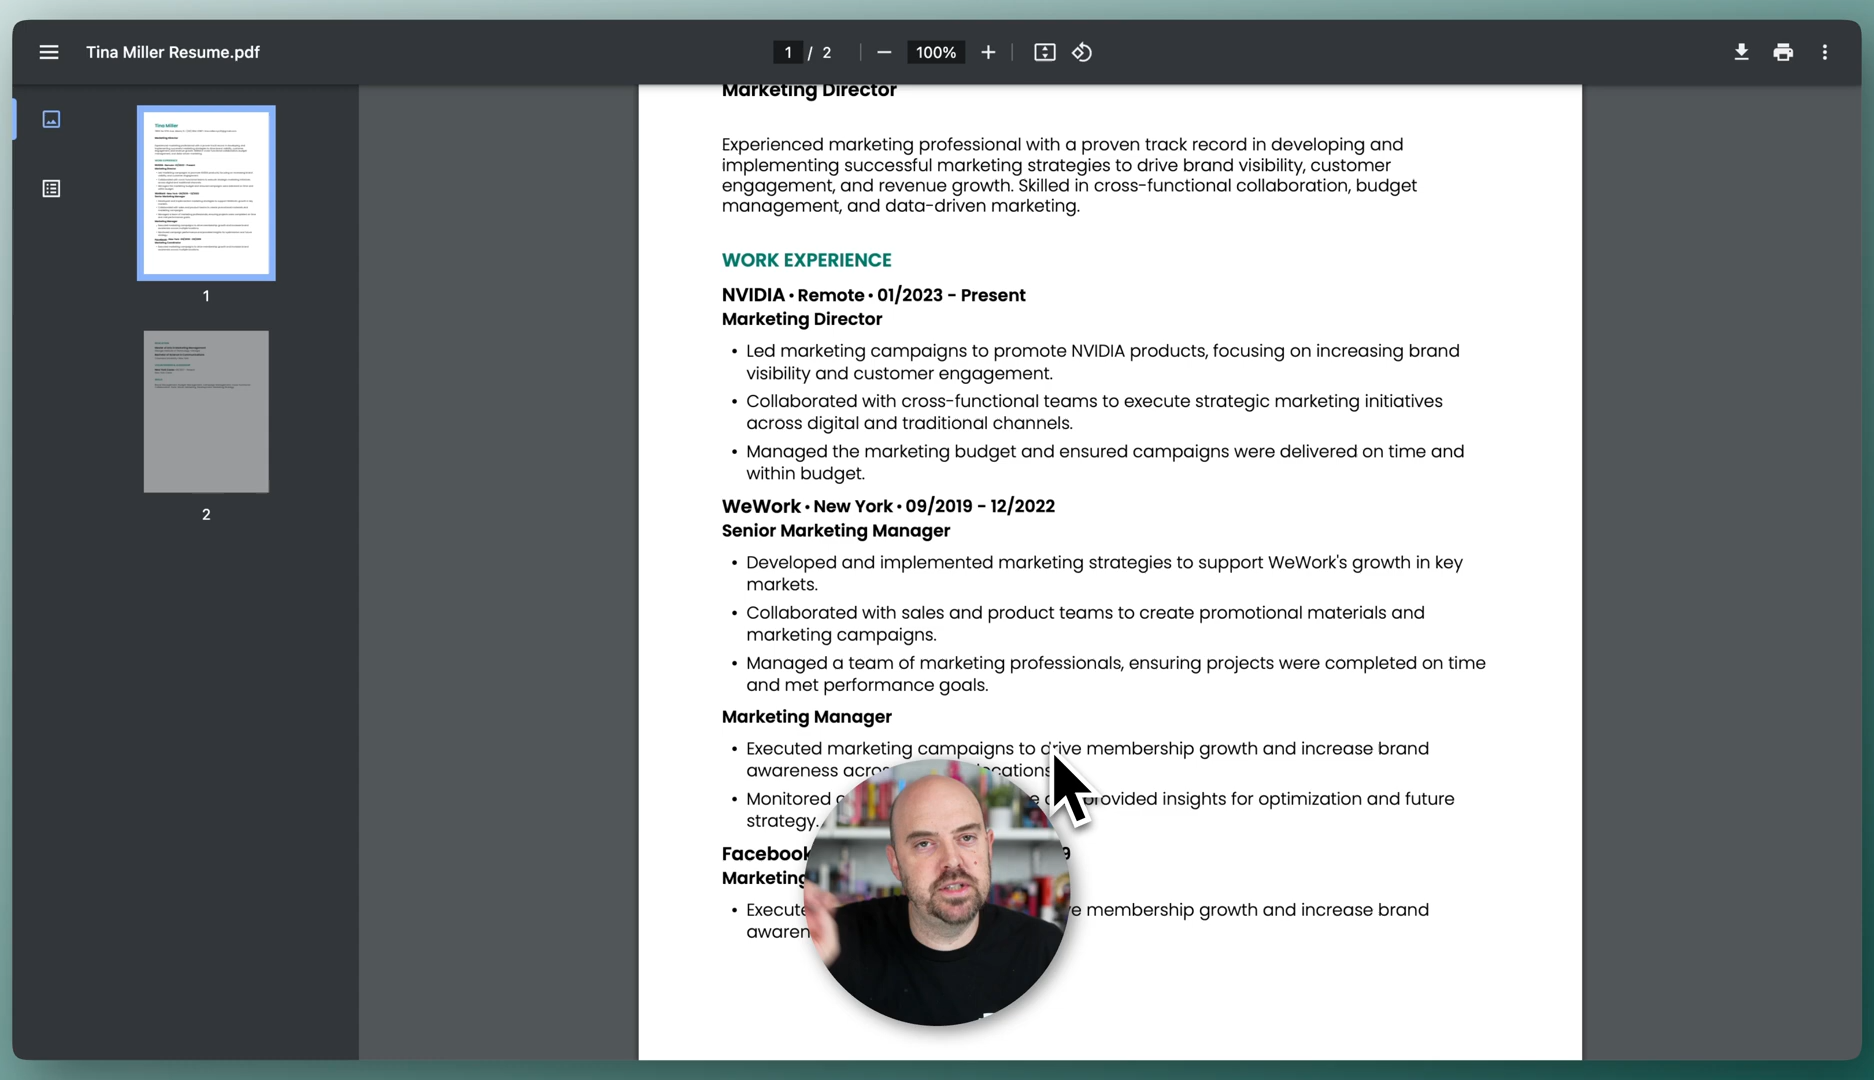 Tina Miller Resume.pdf
1 / 2
100%
1
2
Marketing Director
Experienced marketing professional with a proven track record in developing and
implementing successful marketing strategies to drive brand visibility, customer
engagement, and revenue growth. Skilled in cross-functional collaboration, budget
management, and data-driven marketing.
WORK EXPERIENCE
NVIDIA • Remote • 01/2023 - Present
Marketing Director
• Led marketing campaigns to promote NVIDIA products, focusing on increasing brand
visibility and customer engagement.
• Collaborated with cross-functional teams to execute strategic marketing initiatives
across digital and traditional channels.
• Managed the marketing budget and ensured campaigns were delivered on time and
within budget.
WeWork • New York • 09/2019 - 12/2022
Senior Marketing Manager
• Developed and implemented marketing strategies to support WeWork's growth in key
markets.
• Collaborated with sales and product teams to create promotional materials and
marketing campaigns.
• Managed a team of marketing professionals, ensuring projects were completed on time
and met performance goals.
Marketing Manager
• Executed marketing campaigns to drive membership growth and increase brand
awareness
• Monitored provided insights for optimization and future
strategy.
Facebook
Marketing
• membership growth and increase brand